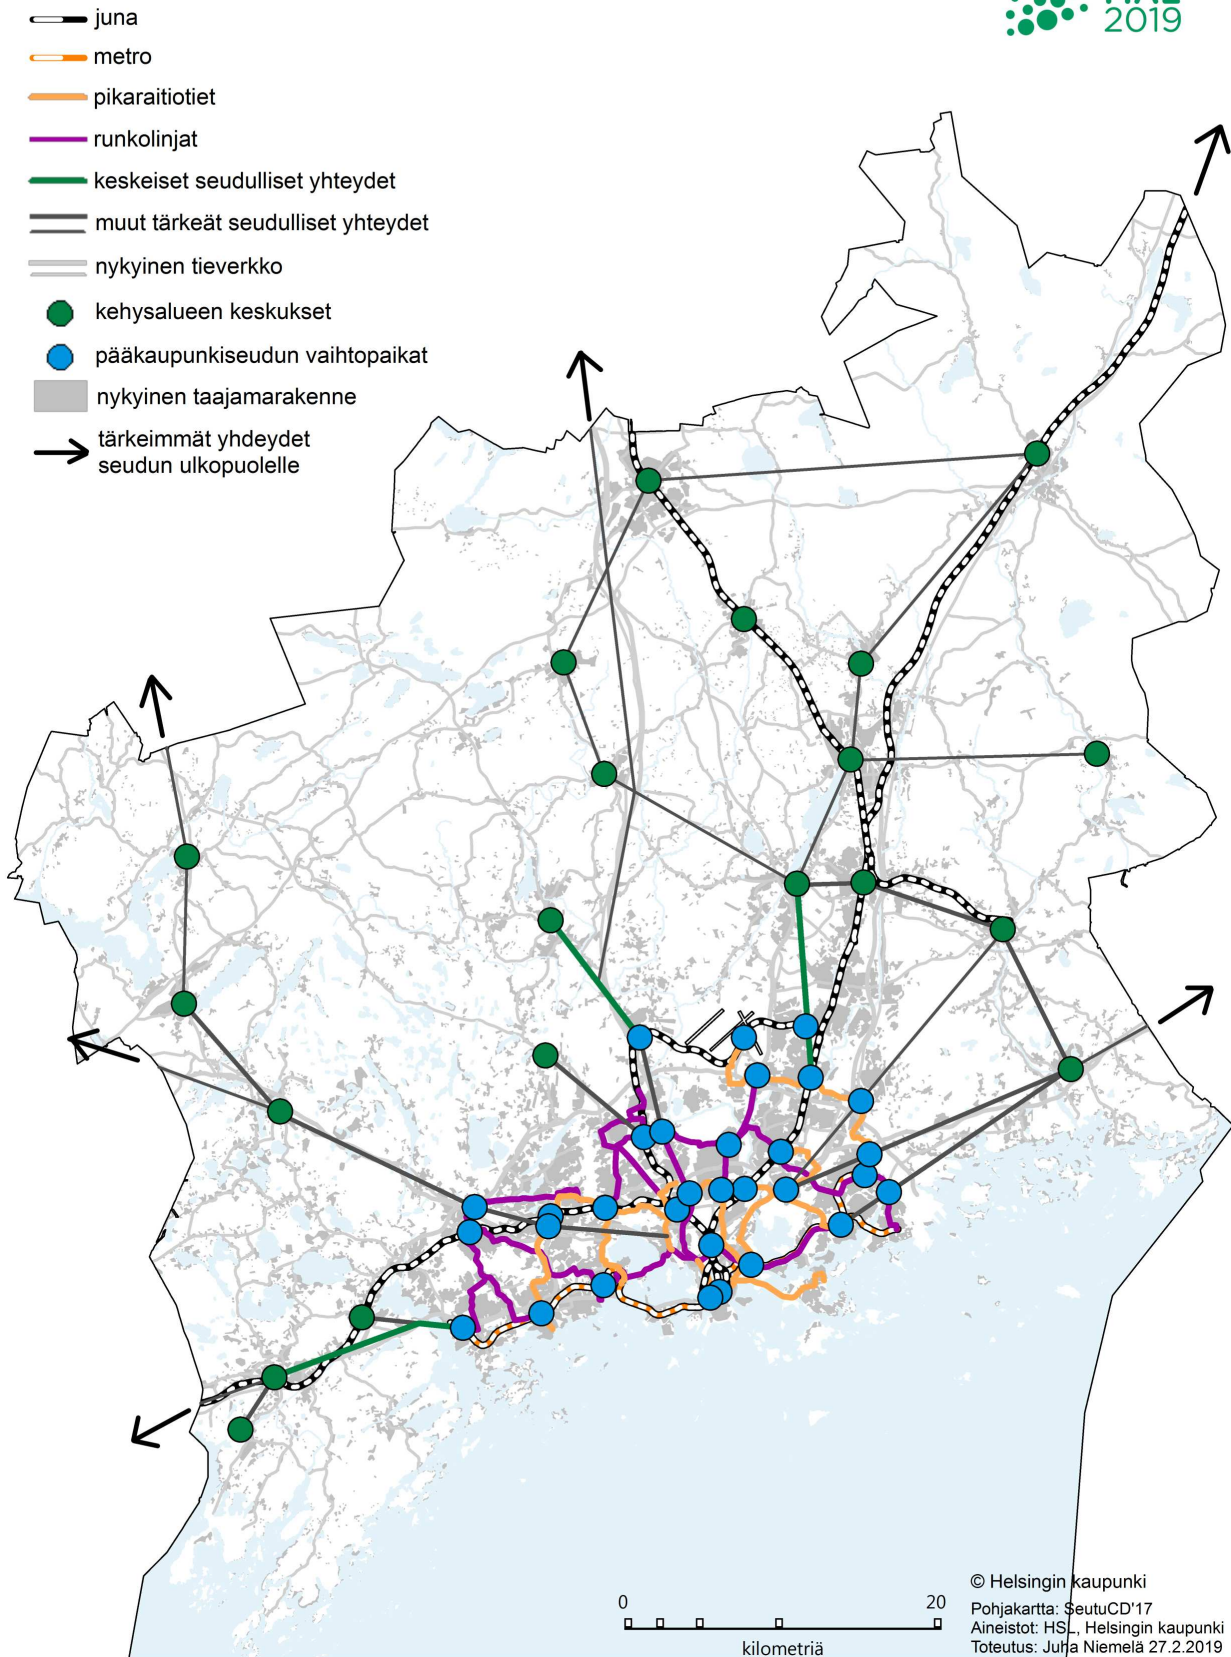 juna
2019
metro
pikaraitiotiet
runkolinjat
keskeiset seudulliset yhteydet
muut tärkeät seudulliset yhteydet
nykyinen tieverkko
kehysalueen keskukset
pääkaupunkiseudun vaihtopaikat
nykyinen taajamarakenne
tärkeimmät yhdeydet
seudun ulkopuolelle
© Helsingin kaupunki
0
20
Pohjakartta: SeutuCD'17
Aineistot: HSL, Helsingin kaupunki
kilometriä
Toteutus: Juha Niemelä 27.2.2019